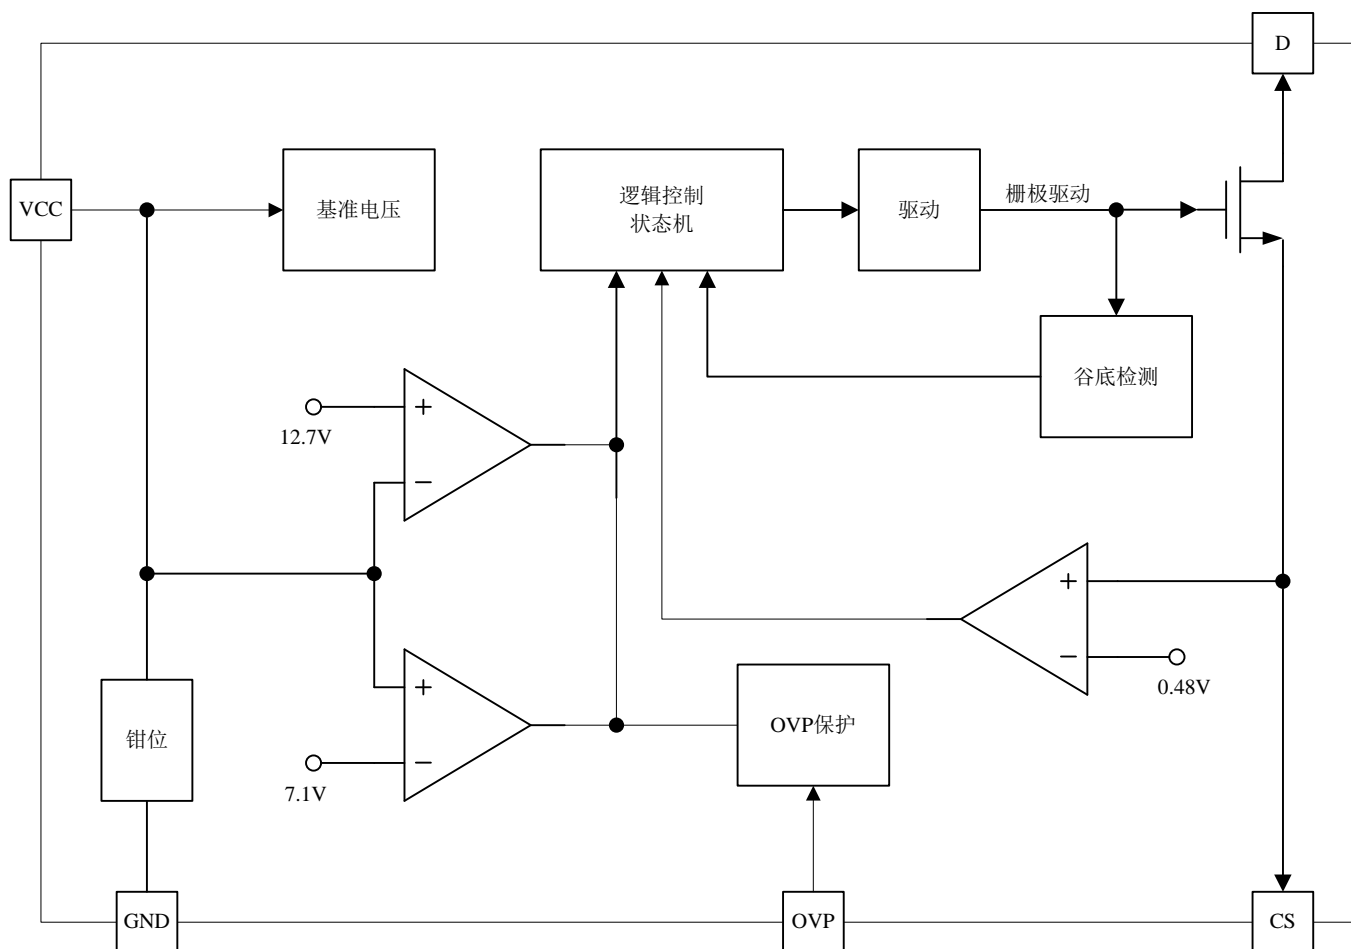 D
VCC
基准电压
逻辑控制
状态机
驱动
栅极驱动
谷底检测
+
12.7V
−
+
−
0.48V
钳位
+
−
7.1V
OVP保护
GND
OVP
CS